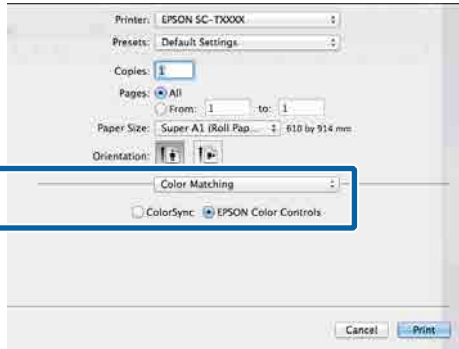 Printer: EPSON SC-TXXXX
Presets: Default Settings
Copies: 1
Pages: All
From: 1 to: 1
Paper Size: Super A1 (Roll Pap... 610 by 914 mm
Orientation:
Color Matching
ColorSync EPSON Color Controls
Cancel Print